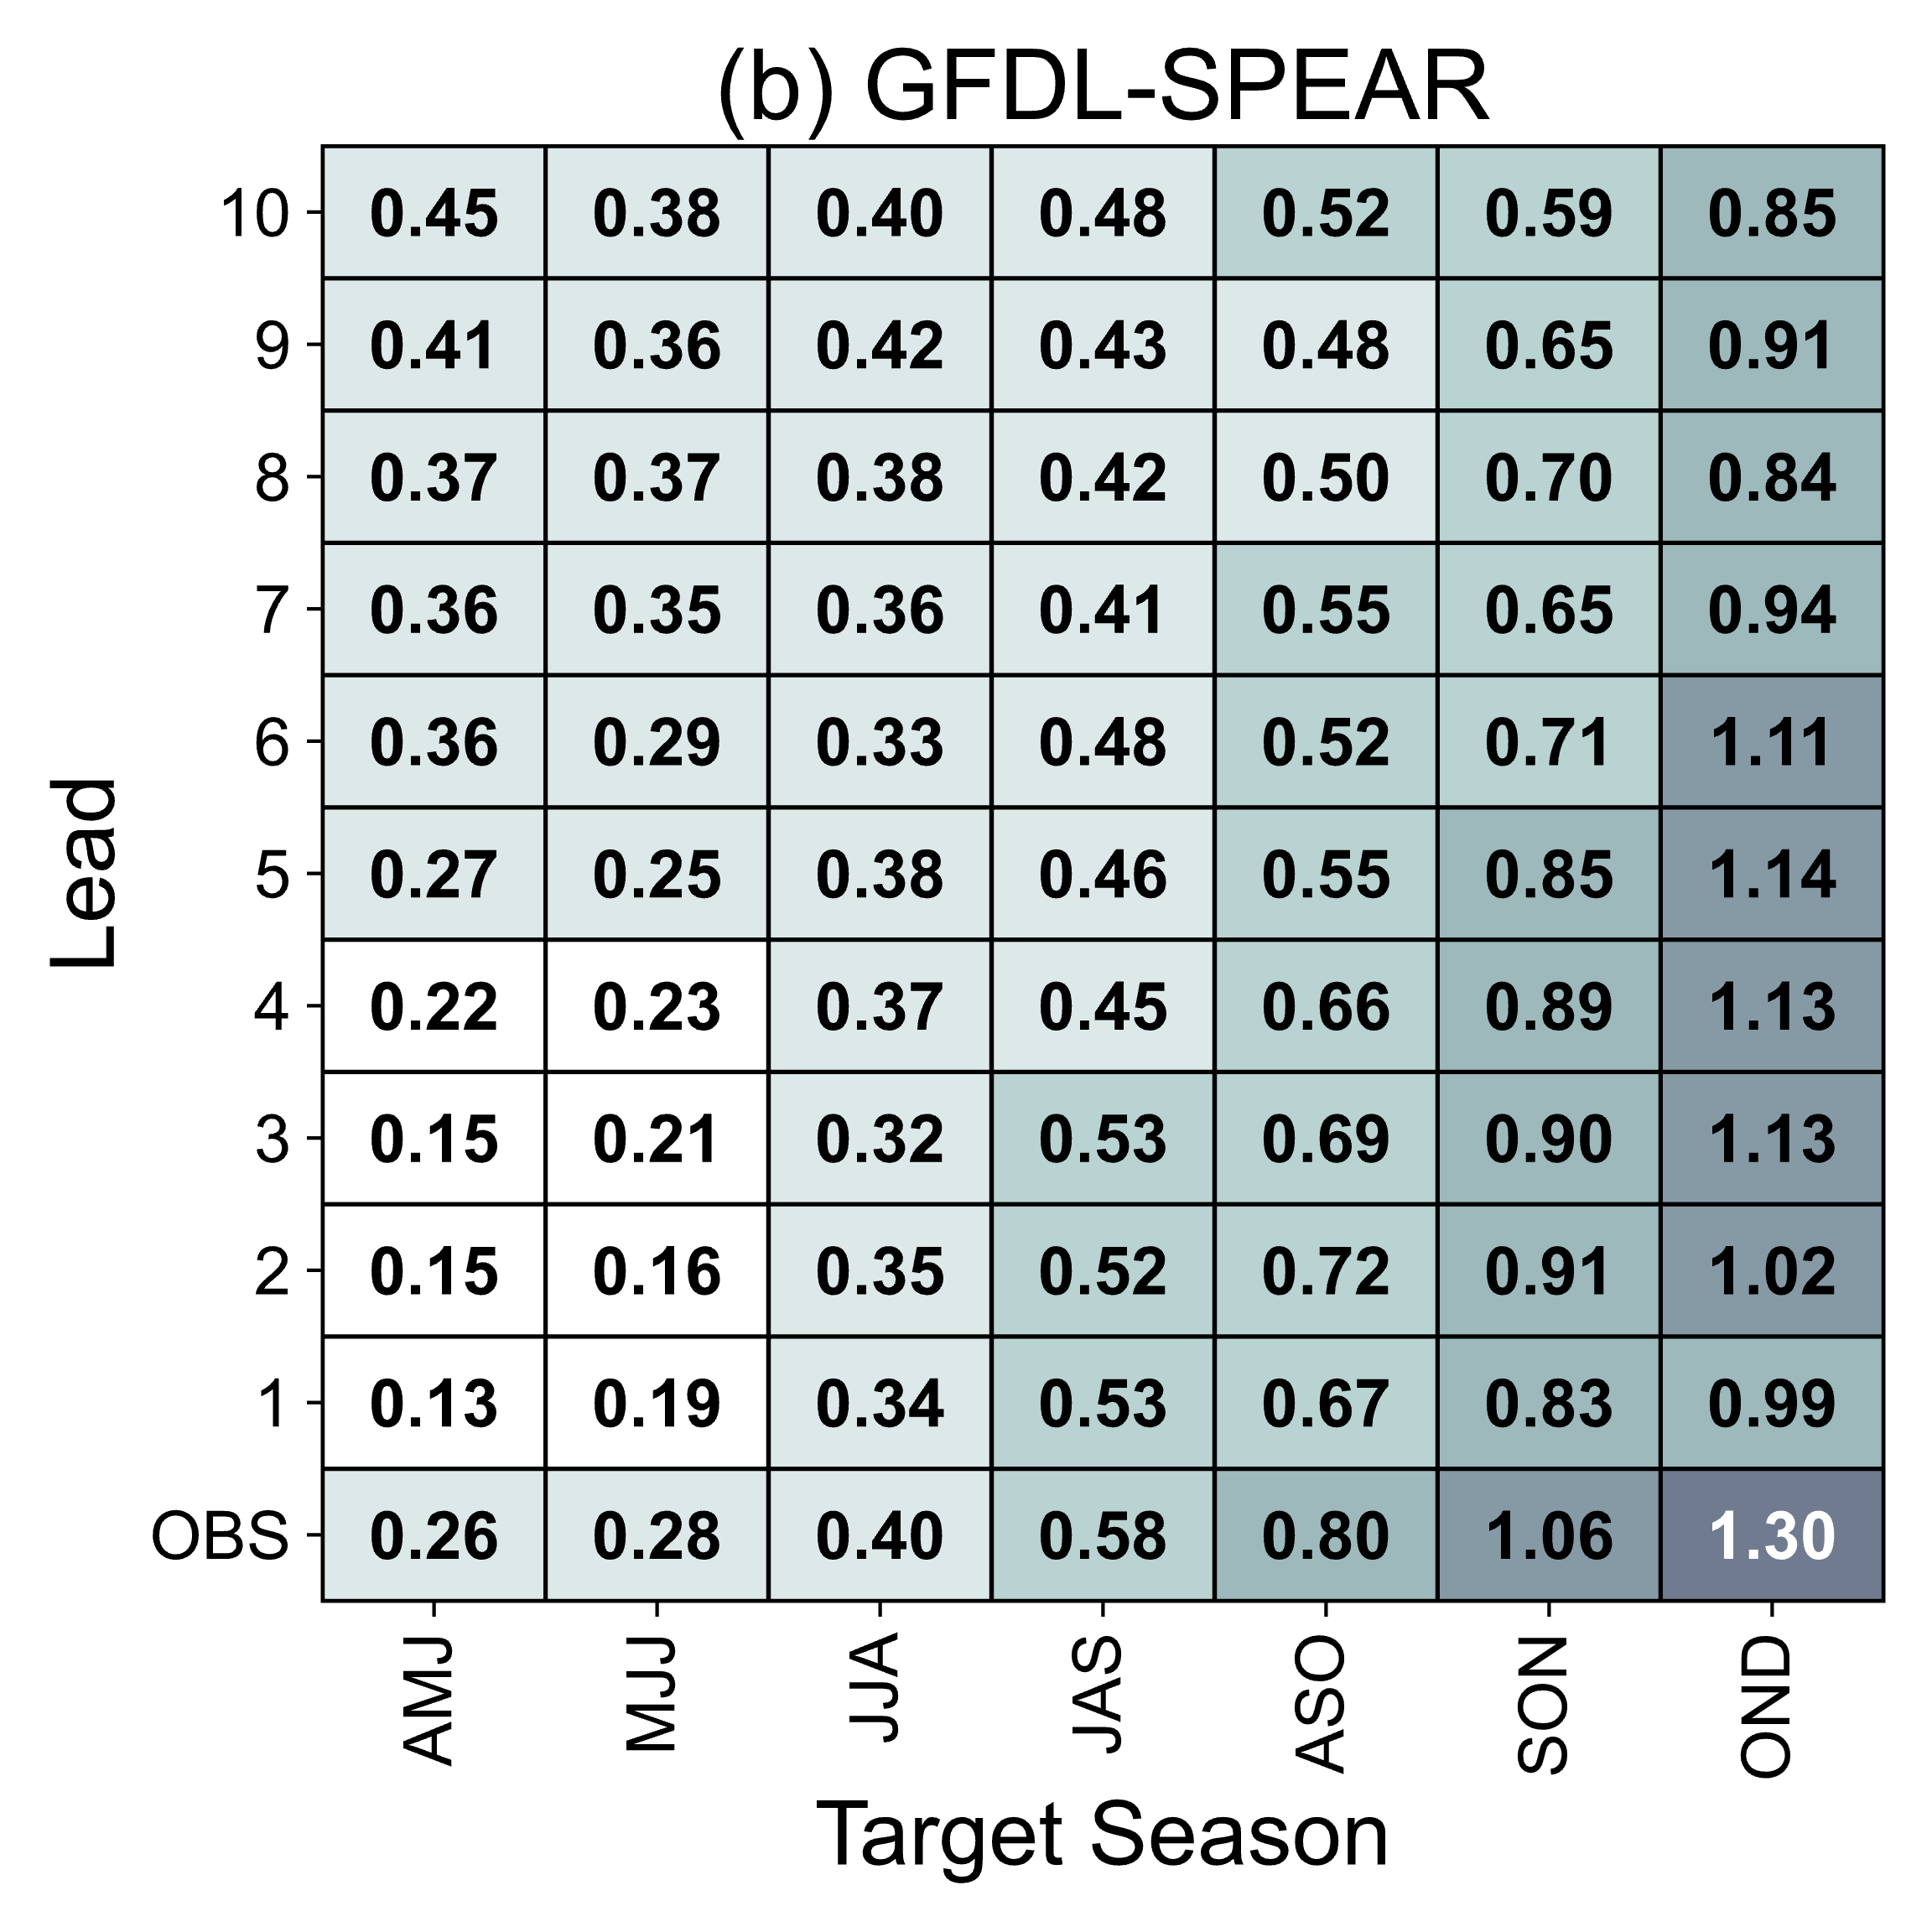 (b) GFDL-SPEAR
10 0.45 0.38 0.40 0.48 0.52 0.59 0.85
9 0.41 0.36 0.42 0.43 0.48 0.65 0.91
8 0.37 0.37 0.38 0.42 0.50 0.70 0.84
7 0.36 0.35 0.36 0.41 0.55 0.65 0.94
6 0.36 0.29 0.33 0.48 0.52 0.71 1.11
5 0.27 0.25 0.38 0.46 0.55 0.85 1.14
4 0.22 0.23 0.37 0.45 0.66 0.89 1.13
3 0.15 0.21 0.32 0.53 0.69 0.90 1.13
2 0.15 0.16 0.35 0.52 0.72 0.91 1.02
1 0.13 0.19 0.34 0.53 0.67 0.83 0.99
OBS 0.26 0.28 0.40 0.58 0.80 1.06 1.30
AMJ MJJ JJA JAS ASO SON OND
Target Season
Lead